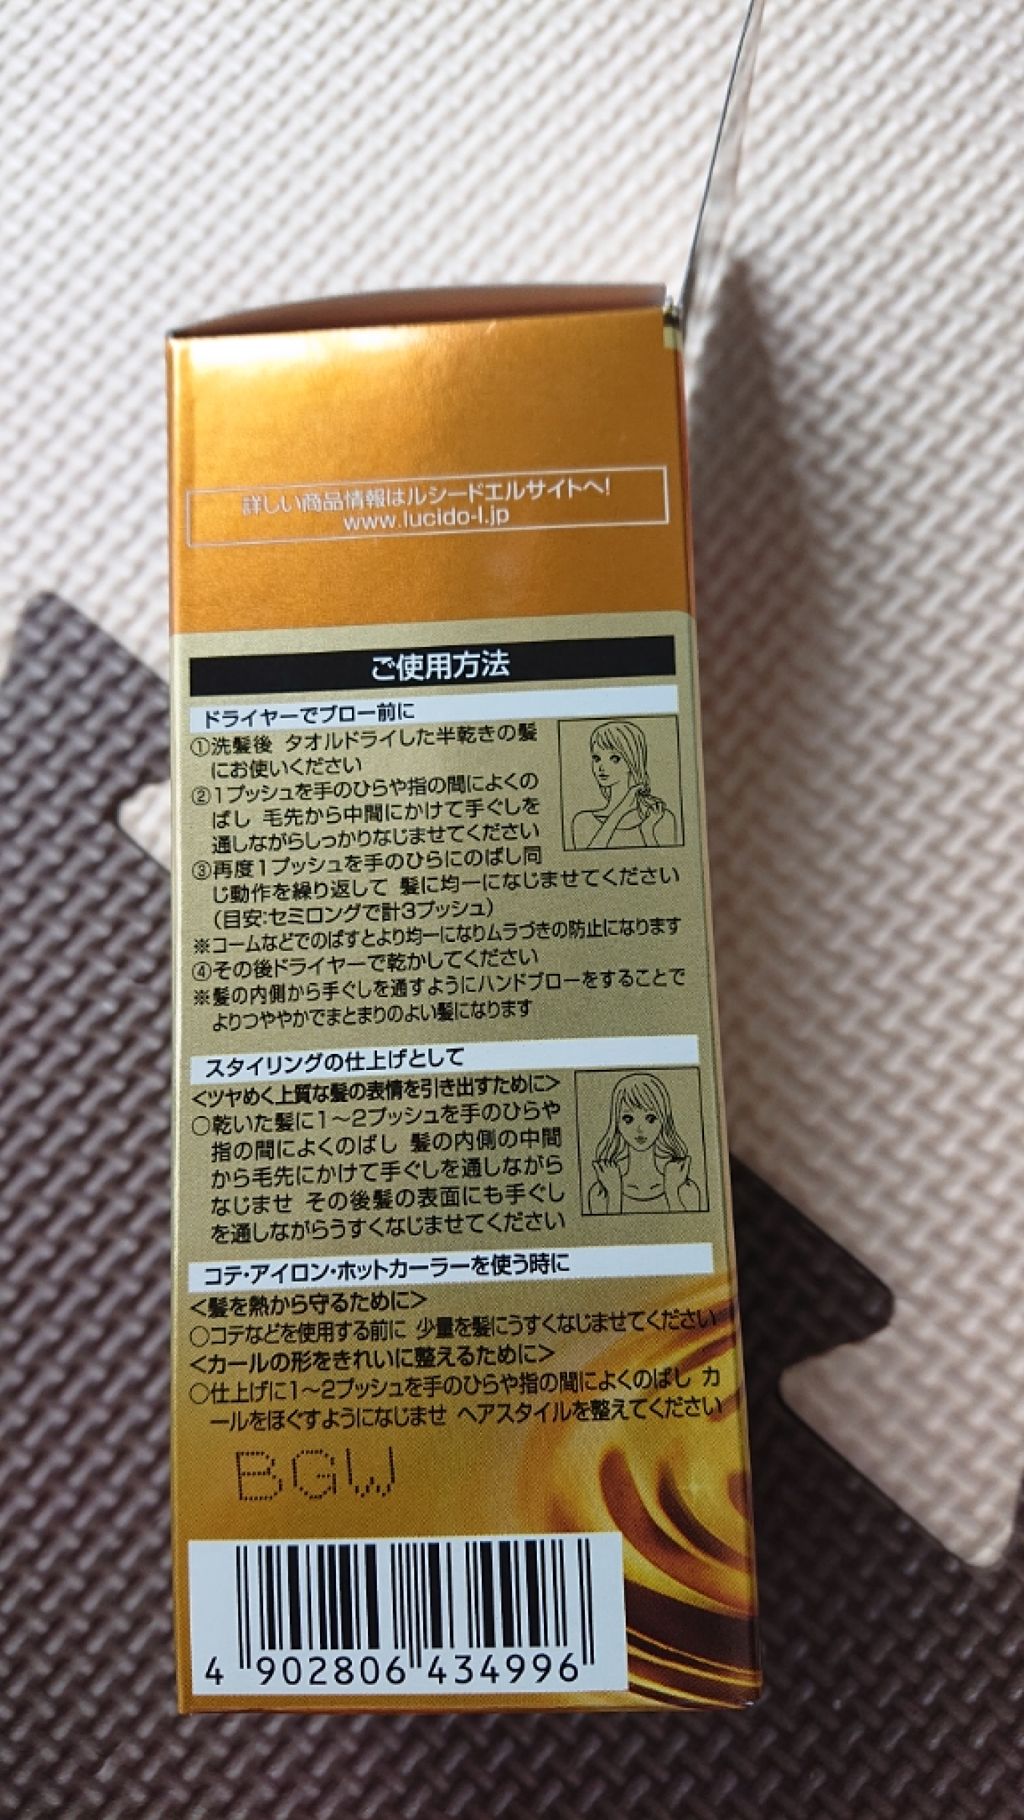 詳しい商品情報はルシードエルサイトへ!
www.lucido-l.jp
ご使用方法
ドライヤーでブロー前に
①洗髪後 タオルドライした半乾きの髪
にお使いください
②1プッシュを手のひらや指の間によくの
ばし 毛先から中間にかけて手ぐしを
通しながらしっかりなじませてください
③再度1プッシュを手のひらにのばし同
じ動作を繰り返して 髪に均一になじませてください
(目安:セミロングで計3プッシュ)
※コームなどでのばすとより均一になりムラづきの防止になります
④その後ドライヤーで乾かしてください
※髪の内側から手ぐしを通すようにハンドブローをすることで
よりつややかでまとまりのよい髪になります
スタイリングの仕上げとして
<ツヤめく上質な髪の表情を引き出すために>
○乾いた髪に1～2プッシュを手のひらや
指の間によくのばし 髪の内側の中間
から毛先にかけて手ぐしを通しながら
なじませ その後髪の表面にも手ぐし
を通しながらうすくなじませてください
コテ・アイロン・ホットカーラーを使う時に
<髪を熱から守るために>
○コテなどを使用する前に 少量を髪にうすくなじませてください
<カールの形をきれいに整えるために>
○仕上げに1～2プッシュを手のひらや指の間によくのばし カ
ールをほぐすようになじませ ヘアスタイルを整えてください
BGW
4 902806 434996